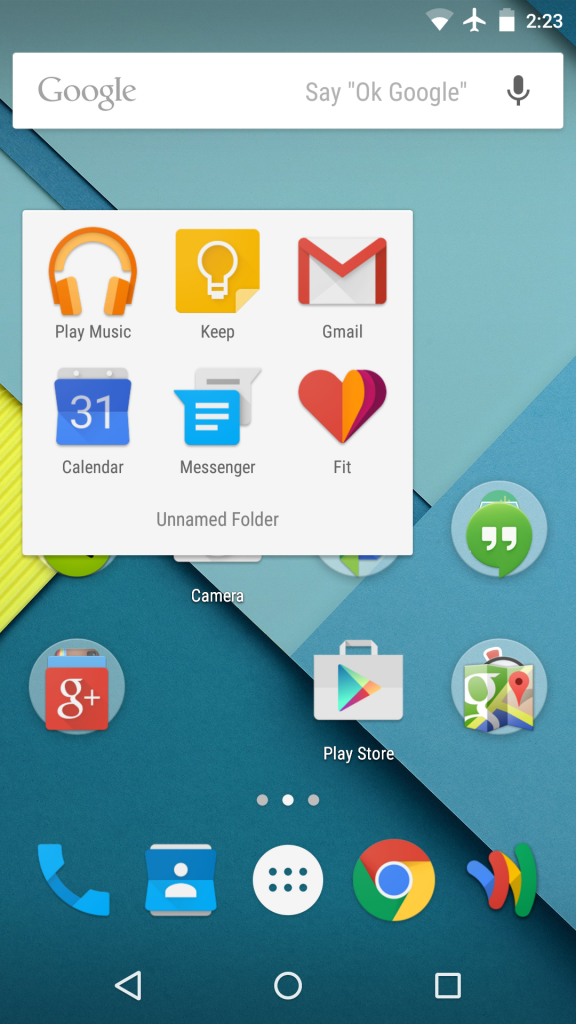 2:23
Google Say "Ok Google"
Play Music Keep Gmail
31
Calendar Messenger Fit
Unnamed Folder
Camera
g+
g
Play Store